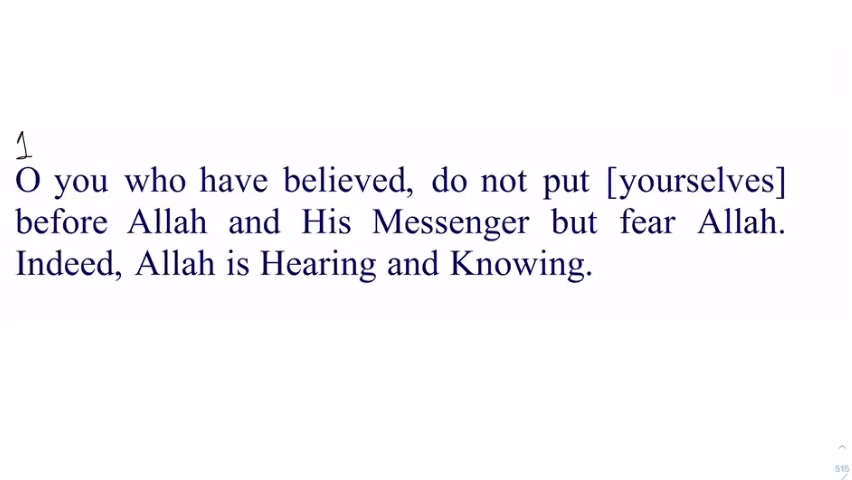 1
O you who have believed, do not put [yourselves]
before Allah and His Messenger but fear Allah.
Indeed, Allah is Hearing and Knowing.
515